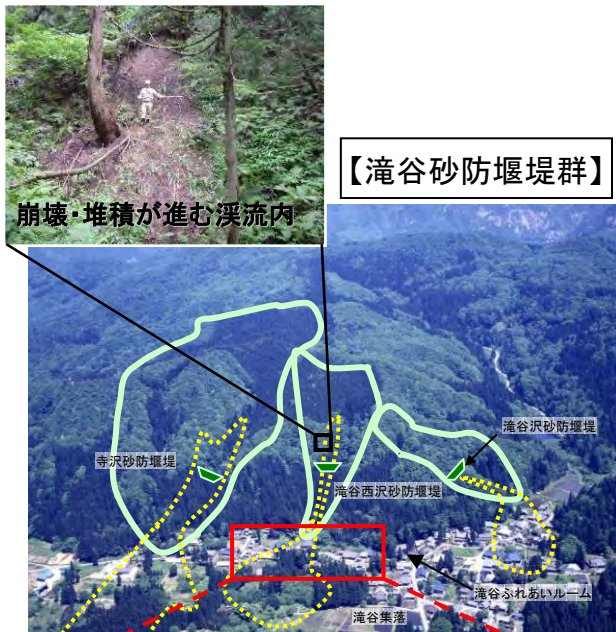 崩壊・堆積が進む渓流内
【滝谷砂防堰堤群】
滝谷沢砂防堰堤
寺沢砂防堰堤
滝谷西沢砂防堰堤
滝谷ふれあいルーム
滝谷集落